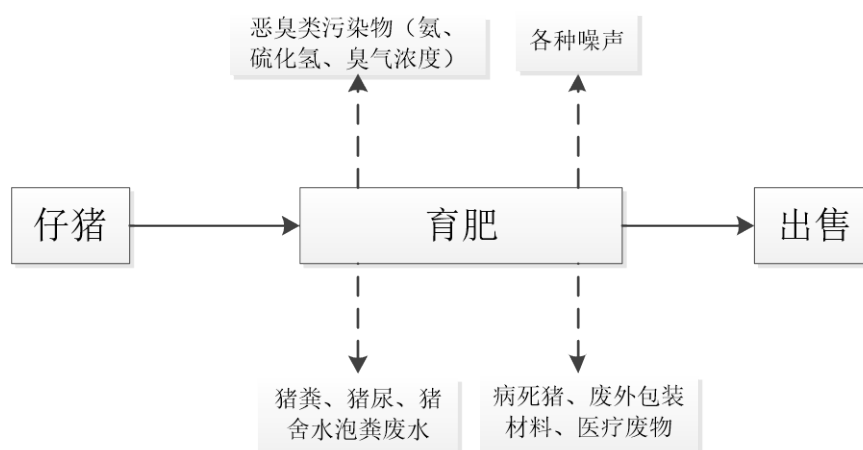 恶臭类污染物（氨、
硫化氢、臭气浓度）
各种噪声
仔猪
育肥
出售
猪粪、猪尿、猪
舍水泡粪废水
病死猪、废外包装
材料、医疗废物